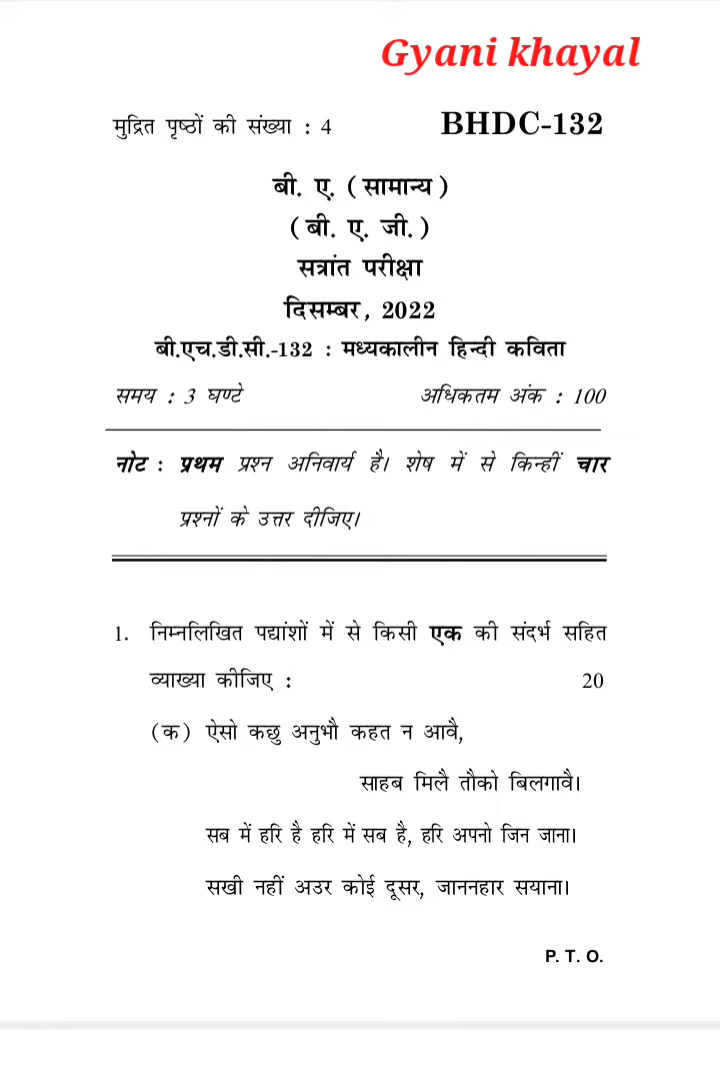 Gyani khayal
मुद्रित पृष्ठों की संख्या : 4 BHDC-132
बी. ए. ( सामान्य )
( बी. ए. जी. )
सत्रांत परीक्षा
दिसम्बर, 2022
बी.एच.डी.सी.-132 : मध्यकालीन हिन्दी कविता
समय : 3 घण्टे अधिकतम अंक : 100
नोट : प्रथम प्रश्न अनिवार्य है। शेष में से किन्हीं चार
प्रश्नों के उत्तर दीजिए।
1. निम्नलिखित पद्यांशों में से किसी एक की संदर्भ सहित
व्याख्या कीजिए : 20
(क) ऐसो कछु अनुभौ कहत न आवै,
साहब मिलै तौको बिलगावै।
सब में हरि है हरि में सब है, हरि अपनो जिन जाना।
सखी नहीं अउर कोई दूसर, जाननहार सयाना।
P. T. O.